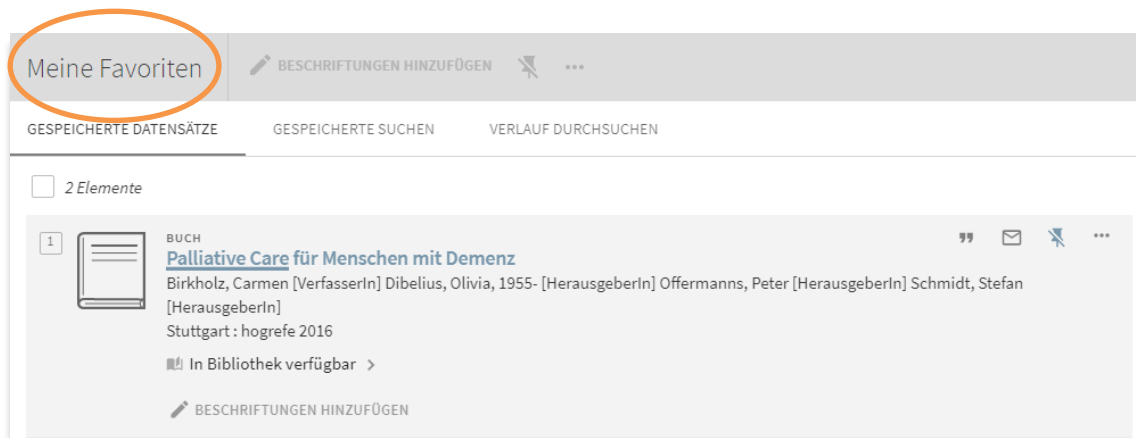 Meine Favoriten BESCHRIFTUNGEN HINZUFÜGEN
GESPEICHERTE DATENSÄTZE GESPEICHERTE SUCHEN VERLAUF DURCHSUCHEN
2 Elemente
1
BUCH
Palliative Care für Menschen mit Demenz
Birkholz, Carmen [VerfasserIn] Dibelius, Olivia, 1955- [HerausgeberIn] Offermanns, Peter [HerausgeberIn] Schmidt, Stefan
[HerausgeberIn]
Stuttgart : hogrefe 2016
In Bibliothek verfügbar
BESCHRIFTUNGEN HINZUFÜGEN